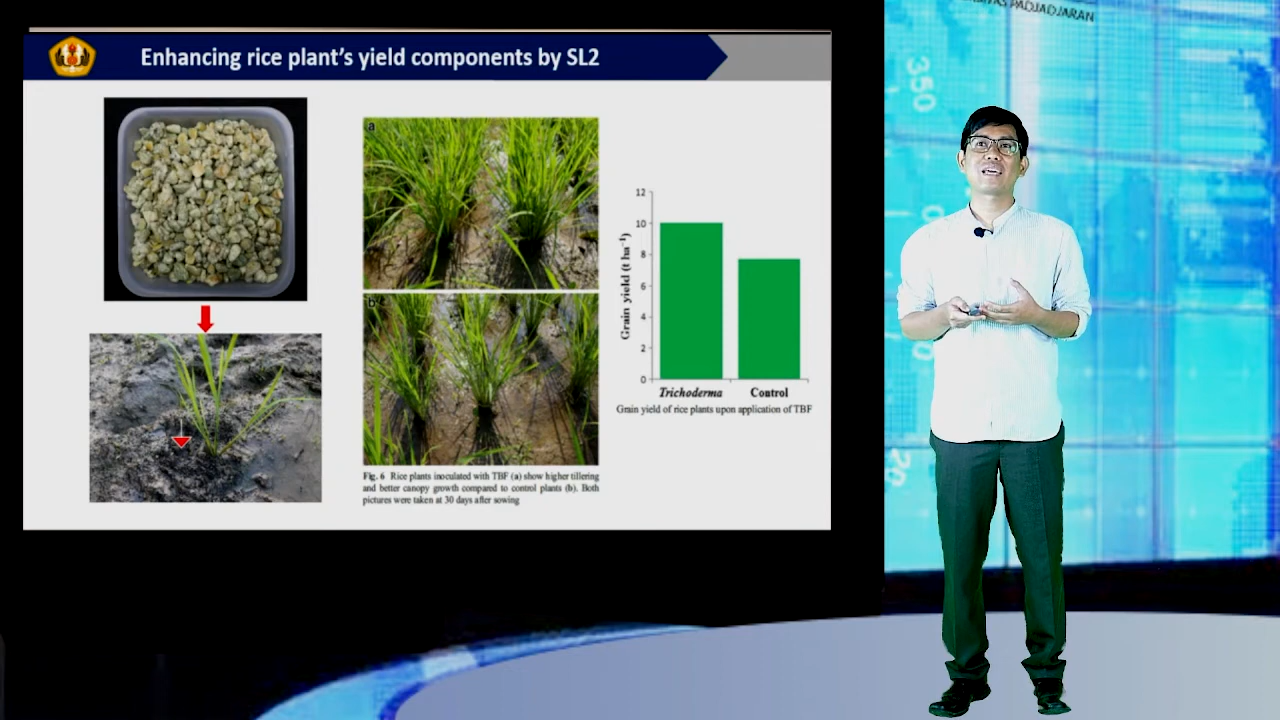 Enhancing rice plant's yield components by SL2
a
b
Fig. 6 Rice plants inoculated with TBF (a) show higher tillering
and better canopy growth compared to control plants (b). Both
pictures were taken at 30 days after sowing
Grain yield (t ha⁻¹)
12
10
8
6
4
2
0
Trichoderma Control
Grain yield of rice plants upon application of TBF
PADJADJARAN
350
20